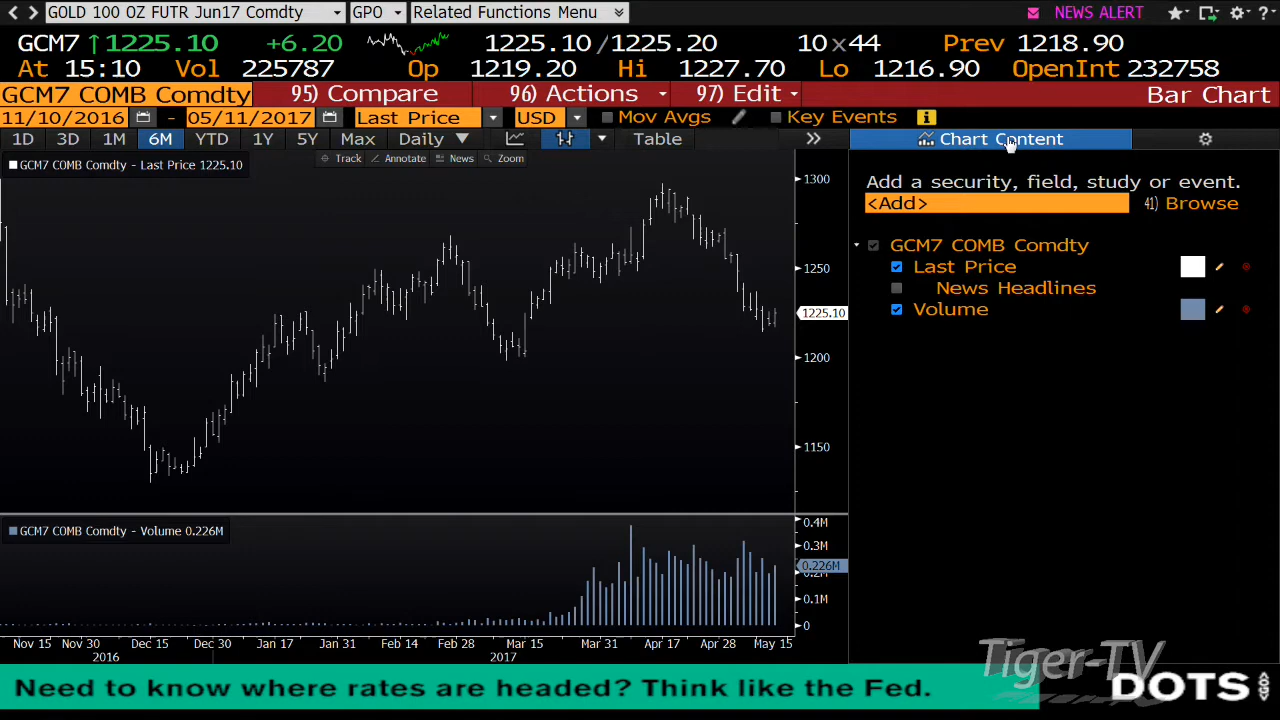 GOLD 100 OZ FUTR Jun17 Comdty GPO Related Functions Menu NEWS ALERT ?
GCM7 ↑1225.10 +6.20 1225.10/1225.20 10×44 Prev 1218.90
At 15:10 Vol 225787 Op 1219.20 Hi 1227.70 Lo 1216.90 OpenInt 232758
GCM7 COMB Comdty 95) Compare 96) Actions 97) Edit Bar Chart
11/10/2016 - 05/11/2017 Last Price USD Mov Avgs Key Events i
1D 3D 1M 6M YTD 1Y 5Y Max Daily ▼ Table » Chart Content
GCM7 COMB Comdty - Last Price 1225.10
Track Annotate News Zoom
1300
1250
1225.10
1200
1150
Add a security, field, study or event.
<Add> 41) Browse
GCM7 COMB Comdty
Last Price
News Headlines
Volume
GCM7 COMB Comdty - Volume 0.226M
0.4M
0.3M
0.226M
0.2M
0.1M
0
Nov 15 Nov 30 Dec 15 Dec 30 Jan 17 Jan 31 Feb 14 Feb 28 Mar 15 Mar 31 Apr 17 Apr 28 May 15
2016 2017
Tiger-TV
Need to know where rates are headed? Think like the Fed.
DOTS